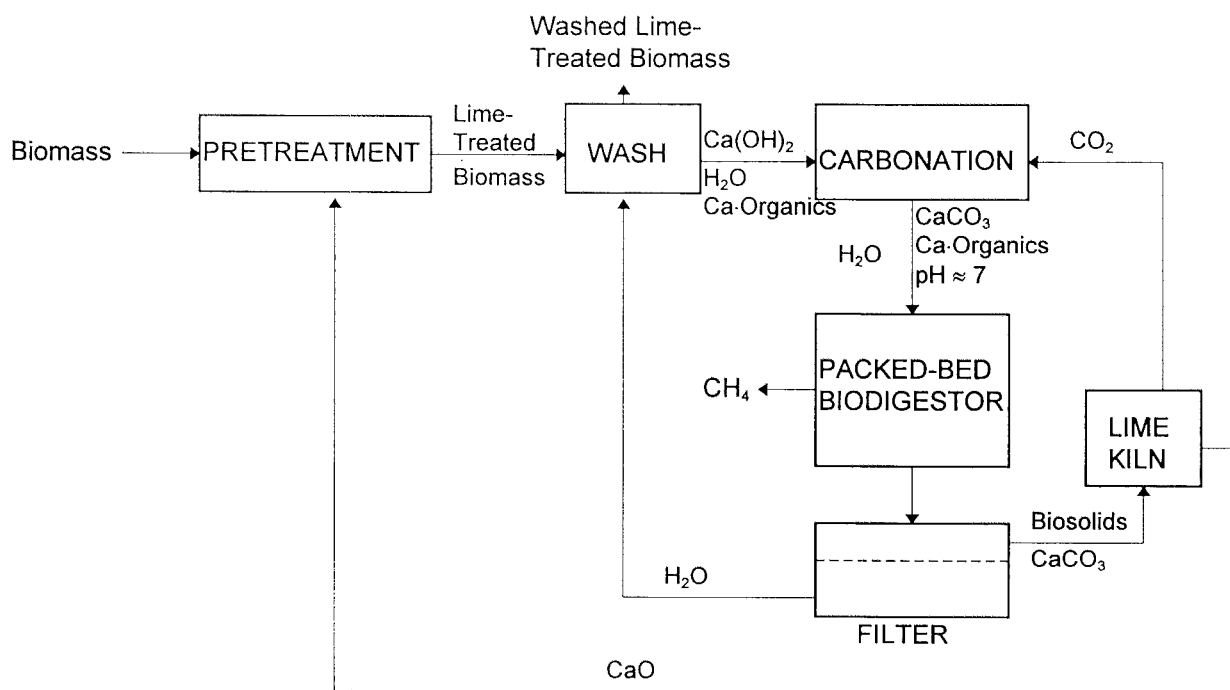 Washed Lime-
Treated Biomass
Biomass
PRETREATMENT
Lime-
Treated
Biomass
WASH
Ca(OH)₂
H₂O
Ca·Organics
CARBONATION
CO₂
H₂O
CaCO₃
Ca·Organics
pH ≈ 7
CH₄
PACKED-BED
BIODIGESTOR
LIME
KILN
Biosolids
CaCO₃
H₂O
FILTER
CaO